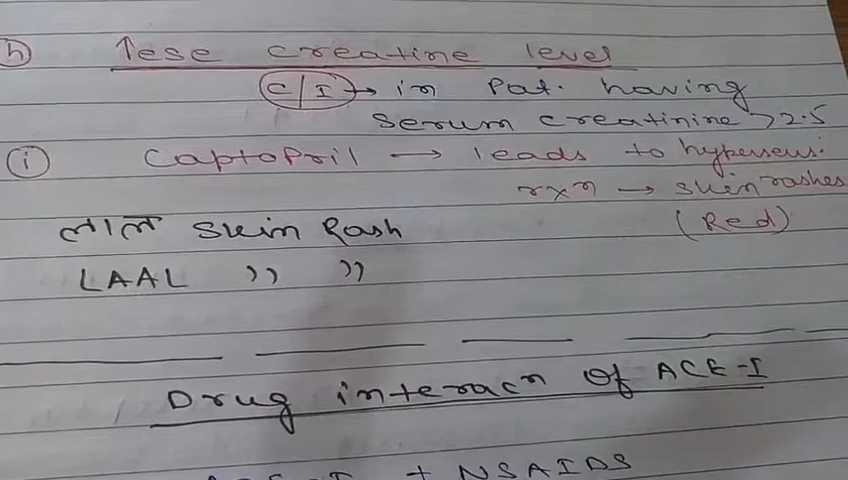 h ↑ese creatine level
C/I → in pat. having
serum creatinine > 2.5
i Captopril → leads to hypersens.
rxn → skin rashes
(Red)
लाल skin Rash
LAAL ,, ,,
Drug interacn of ACE-I
+ NSAIDS